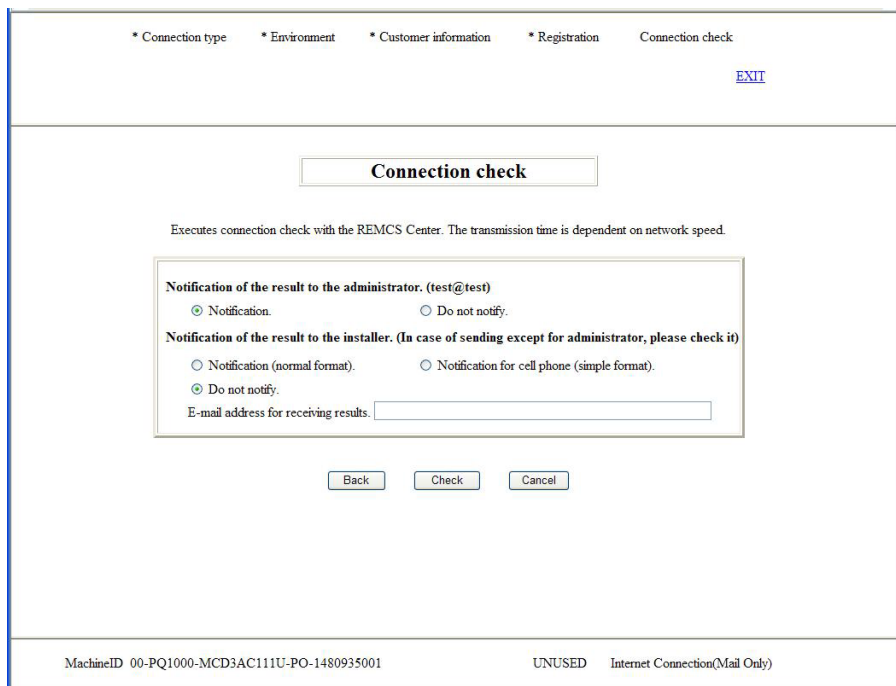 * Connection type * Environment * Customer information * Registration Connection check
EXIT
Connection check
Executes connection check with the REMCS Center. The transmission time is dependent on network speed.
Notification of the result to the administrator. (test@test)
Notification. Do not notify.
Notification of the result to the installer. (In case of sending except for administrator, please check it)
Notification (normal format). Notification for cell phone (simple format).
Do not notify.
E-mail address for receiving results.
Back Check Cancel
MachineID 00-PQ1000-MCD3AC111U-PO-1480935001 UNUSED Internet Connection(Mail Only)